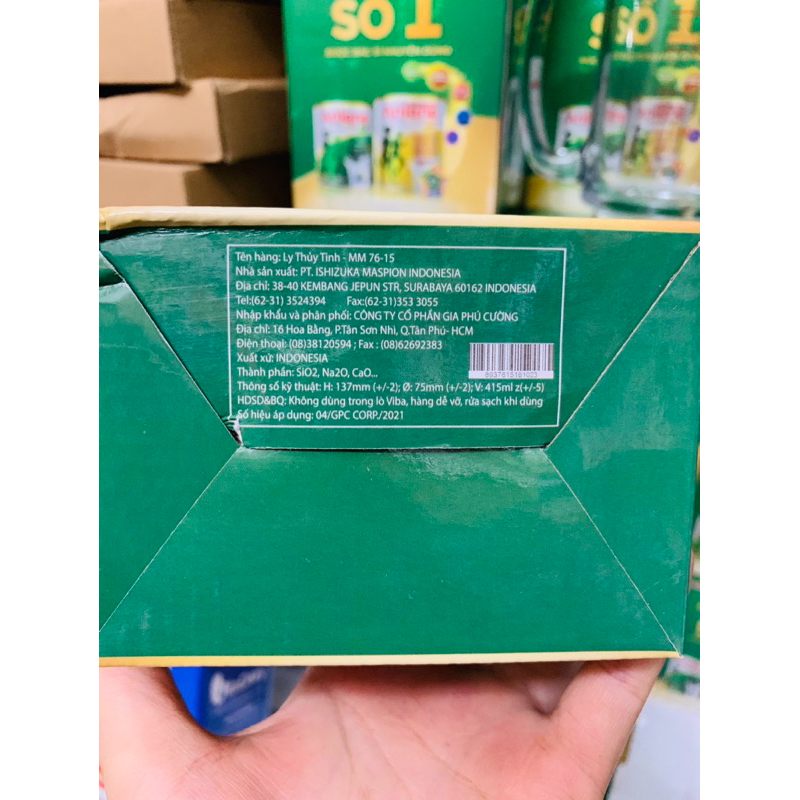 SỐ 1
SỐ 1
Tên hàng: Ly Thủy Tinh - MM 76-15
Nhà sản xuất: PT. ISHIZUKA MASPION INDONESIA
Địa chỉ: 38-40 KEMBANG JEPUN STR, SURABAYA 60162 INDONESIA
Tel:(62-31) 3524394 Fax:(62-31)353 3055
Nhập khẩu và phân phối: CÔNG TY CỔ PHẦN GIA PHÚ CƯỜNG
Địa chỉ: 16 Hoa Bằng, P.Tân Sơn Nhì, Q.Tân Phú- HCM
Điện thoại: (08)38120594 ; Fax : (08)62692383
Xuất xứ: INDONESIA
Thành phần: SiO2, Na2O, CaO...
Thông số kỹ thuật: H: 137mm (+/-2); Ø: 75mm (+/-2); V: 415ml z(+/-5)
HDSD&BQ: Không dùng trong lò Viba, hàng dễ vỡ, rửa sạch khi dùng
Số hiệu áp dụng: 04/GPC CORP./2021